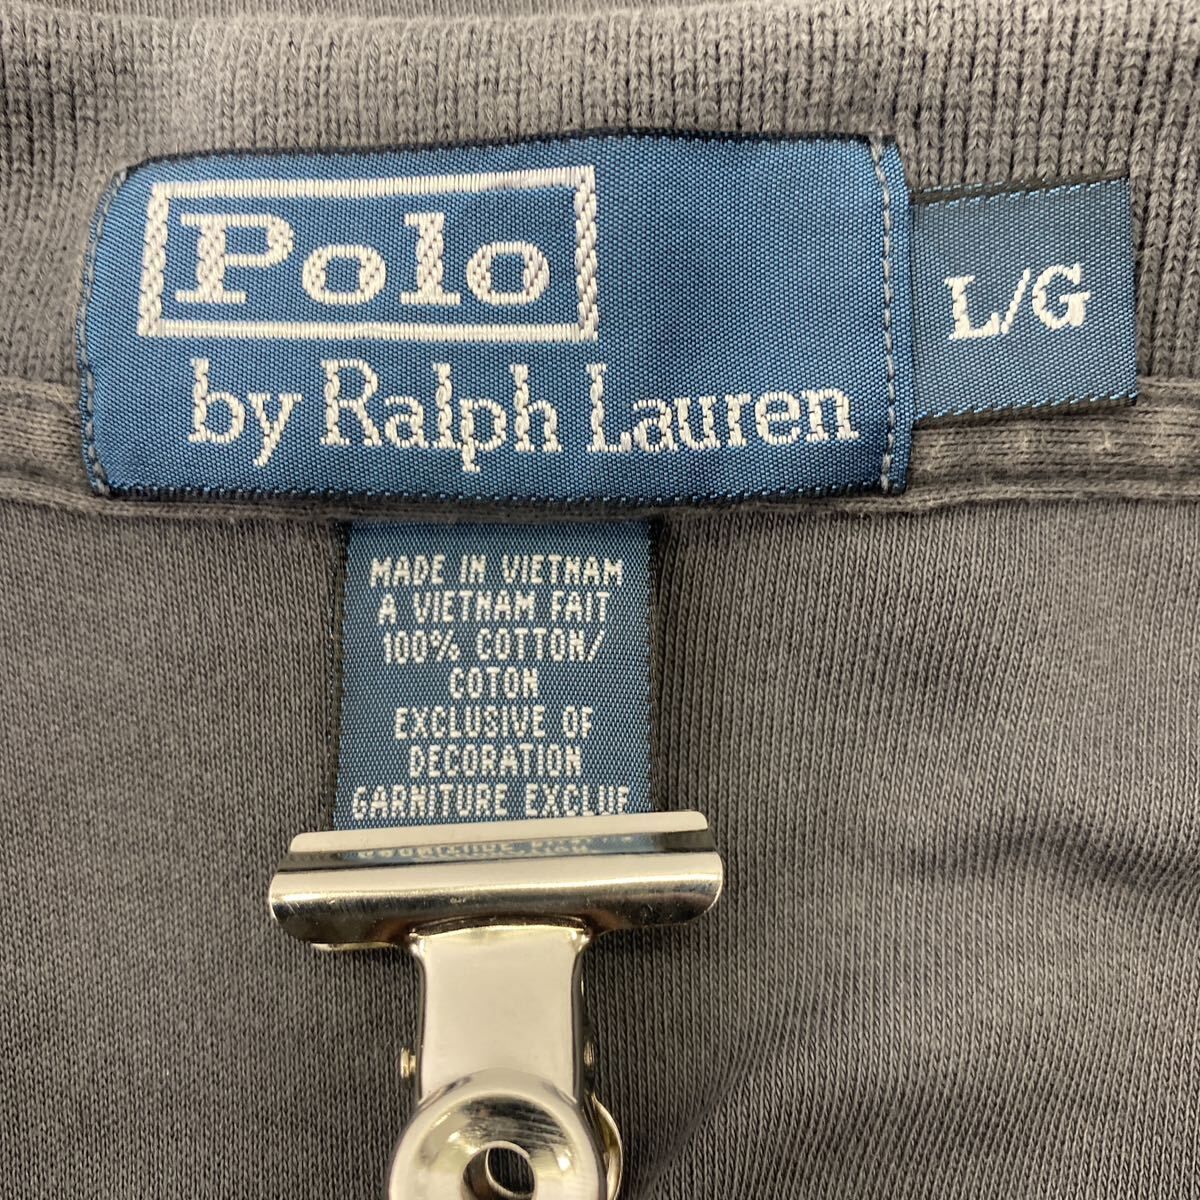 Polo
by Ralph Lauren
L/G
MADE IN VIETNAM
A VIETNAM FAIT
100% COTTON/
COTON
EXCLUSIVE OF
DECORATION
GARNITURE EXCLUE